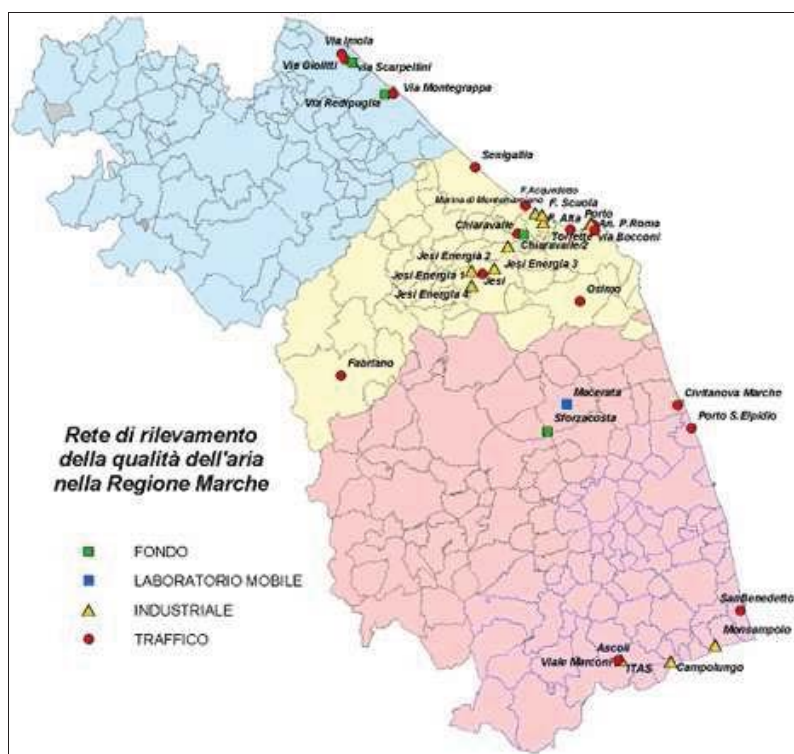 Via Imola
Via Giolitti
via Scarpellini
Via Redipuglia
Via Montegrappa
Senigallia
F. Acquedotto
Marina di Montemarciano
F. Scuola
F. Alta
Porto
Chiaravalle
An. P.Roma
Torrette
via Bocconi
Chiaravalle2
Jesi Energia 2
Jesi Energia 1
Jesi Energia 3
Jesi
Jesi Energia 4
Osimo
Fabriano
Macerata
Civitanova Marche
Sforzacosta
Porto S.Elpidio
Rete di rilevamento
della qualità dell'aria
nella Regione Marche
FONDO
LABORATORIO MOBILE
INDUSTRIALE
TRAFFICO
SanBenedetto
Monsampolo
Ascoli
Viale Marconi
ITAS
Campolungo